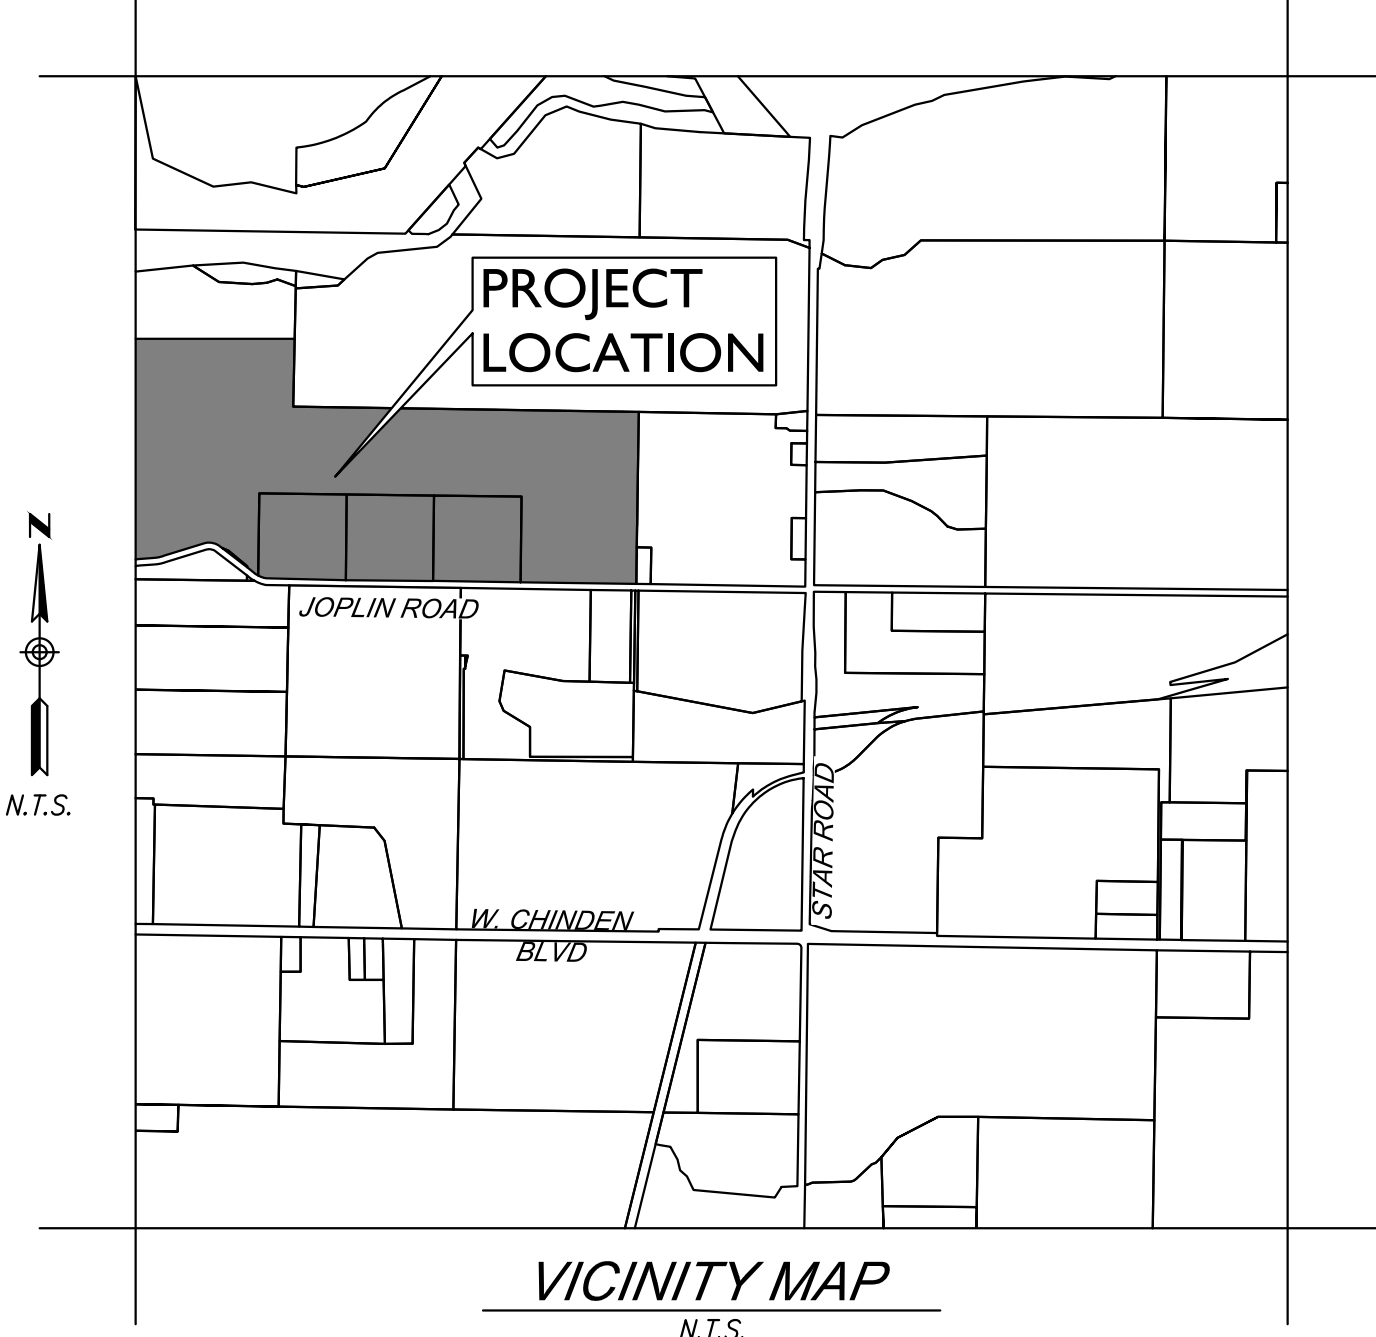 PROJECT
LOCATION
N
JOPLIN ROAD
N.T.S.
STAR ROAD
W. CHINDEN
BLVD
VICINITY MAP
N.T.S.